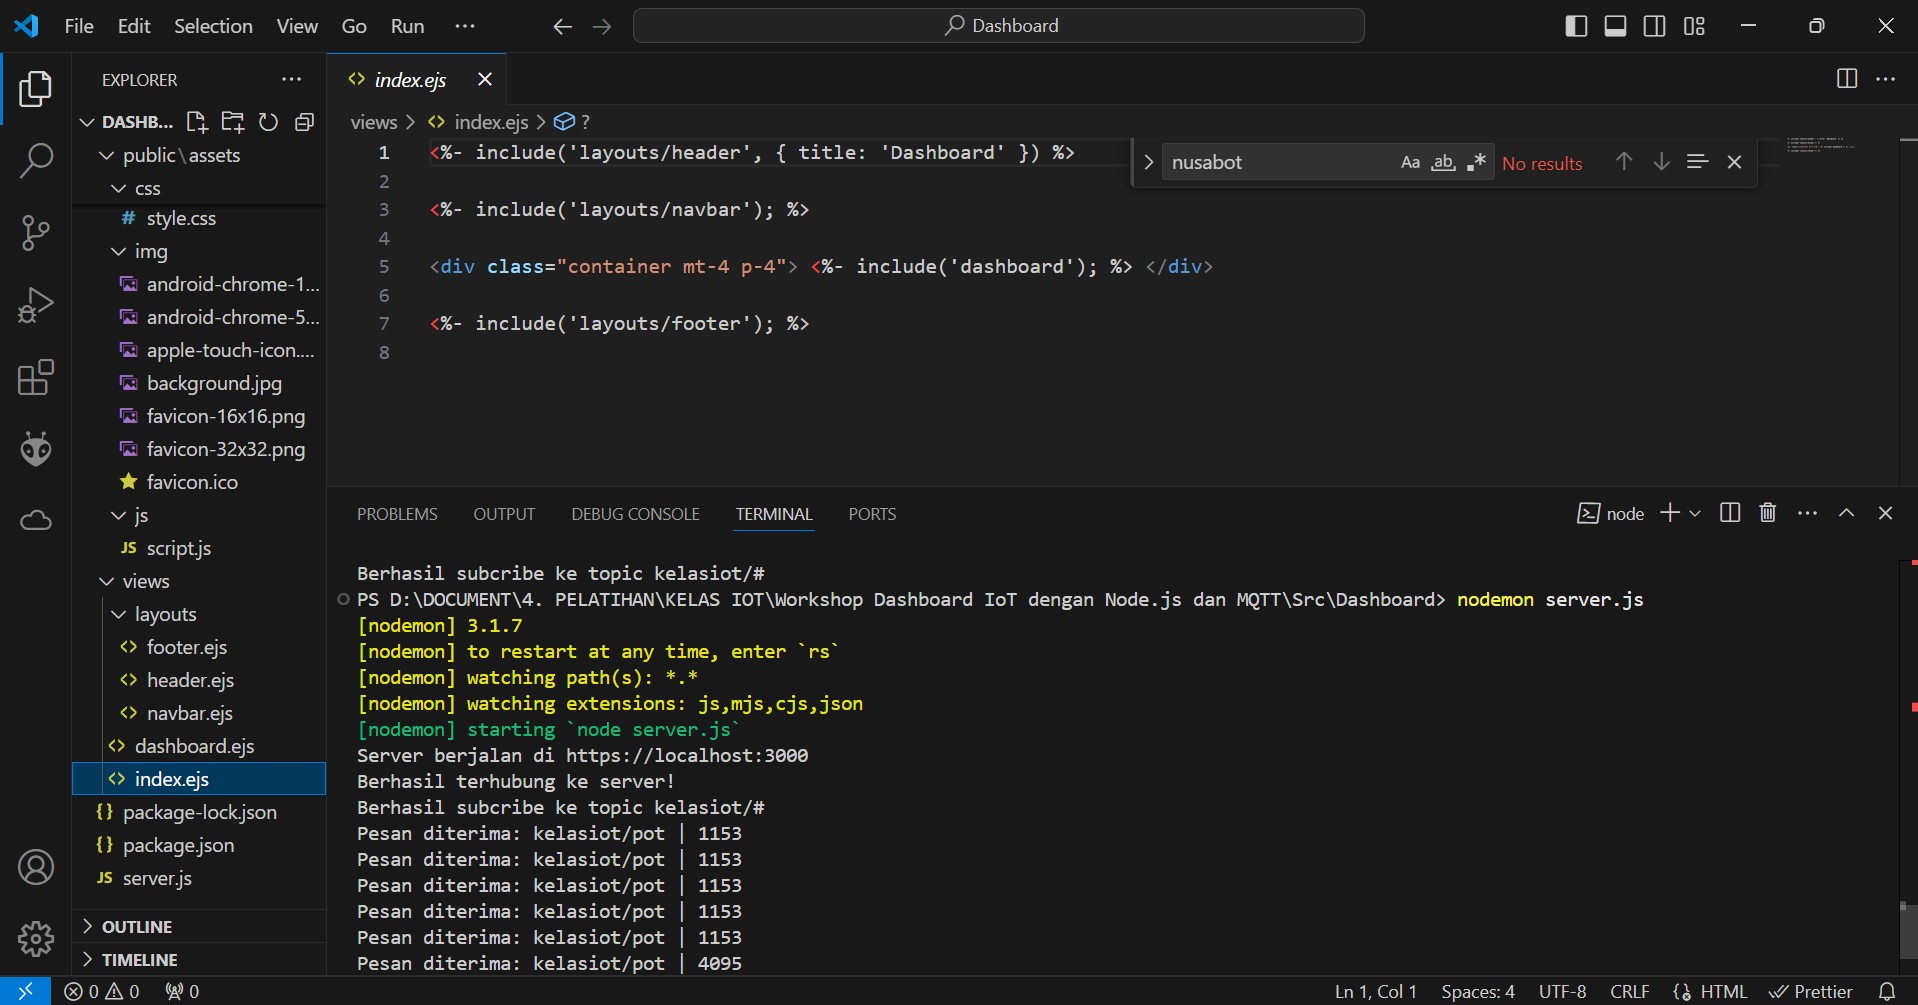 File Edit Selection View Go Run ··· Dashboard
EXPLORER ···
DASHB...
public\assets
css
# style.css
img
android-chrome-1...
android-chrome-5...
apple-touch-icon....
background.jpg
favicon-16x16.png
favicon-32x32.png
favicon.ico
js
JS script.js
views
layouts
<> footer.ejs
<> header.ejs
<> navbar.ejs
<> dashboard.ejs
<> index.ejs
{} package-lock.json
{} package.json
JS server.js
OUTLINE
TIMELINE
<> index.ejs
views > <> index.ejs > ?
1 <%- include('layouts/header', { title: 'Dashboard' }) %>
2
3 <%- include('layouts/navbar'); %>
4
5 <div class="container mt-4 p-4"> <%- include('dashboard'); %> </div>
6
7 <%- include('layouts/footer'); %>
8
nusabot Aa ab .* No results
PROBLEMS OUTPUT DEBUG CONSOLE TERMINAL PORTS node
Berhasil subcribe ke topic kelasiot/#
PS D:\DOCUMENT\4. PELATIHAN\KELAS IOT\Workshop Dashboard IoT dengan Node.js dan MQTT\Src\Dashboard> nodemon server.js
[nodemon] 3.1.7
[nodemon] to restart at any time, enter `rs`
[nodemon] watching path(s): *.*
[nodemon] watching extensions: js,mjs,cjs,json
[nodemon] starting `node server.js`
Server berjalan di https://localhost:3000
Berhasil terhubung ke server!
Berhasil subcribe ke topic kelasiot/#
Pesan diterima: kelasiot/pot | 1153
Pesan diterima: kelasiot/pot | 1153
Pesan diterima: kelasiot/pot | 1153
Pesan diterima: kelasiot/pot | 1153
Pesan diterima: kelasiot/pot | 1153
Pesan diterima: kelasiot/pot | 4095
0 0 0 Ln 1, Col 1 Spaces: 4 UTF-8 CRLF HTML Prettier